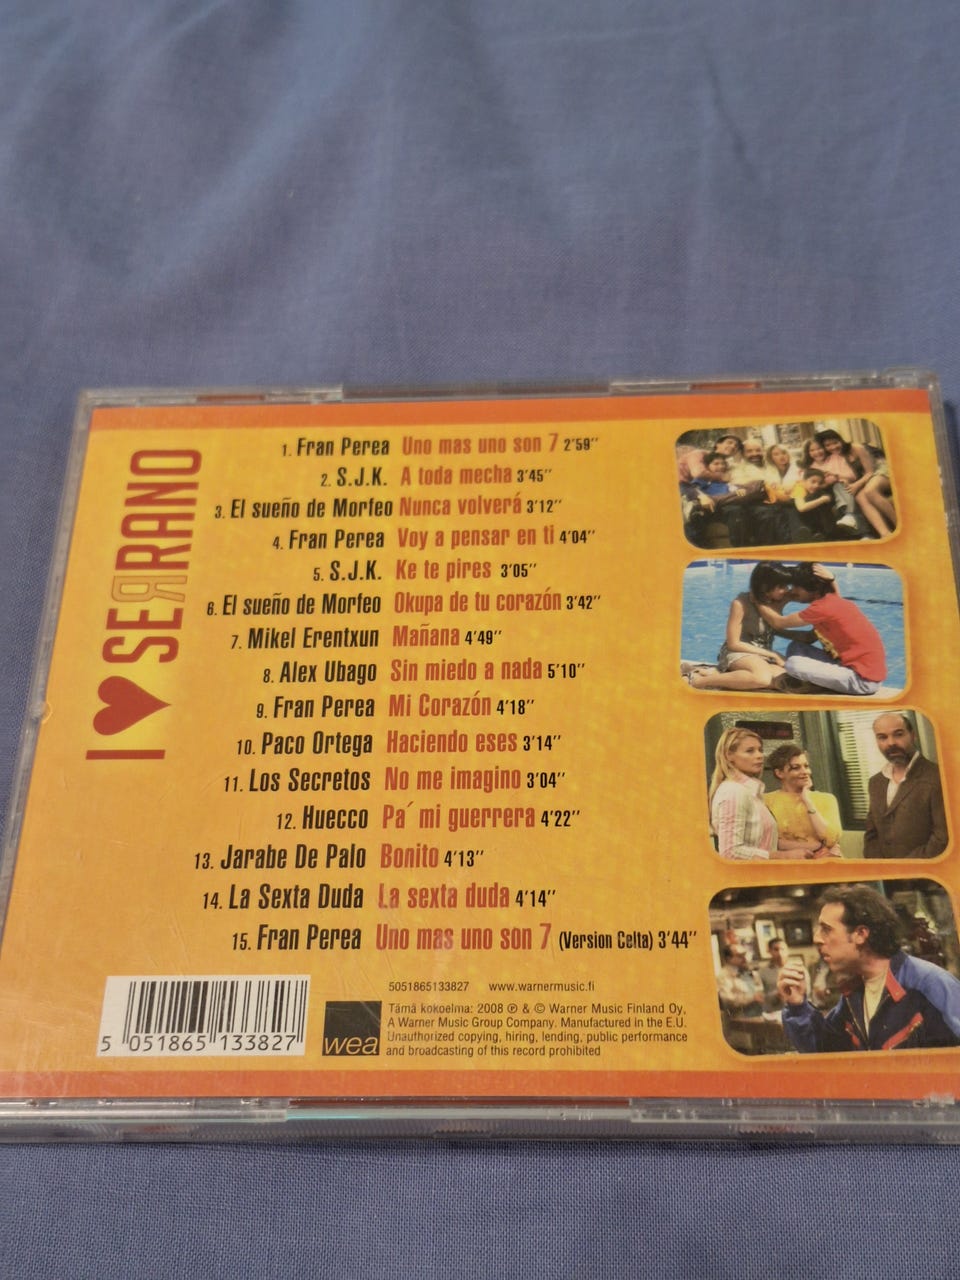 I ♥ SERRANO
1. Fran Perea Uno mas uno son 7 2'59''
2. S.J.K. A toda mecha 3'45''
3. El sueño de Morfeo Nunca volverá 3'12''
4. Fran Perea Voy a pensar en ti 4'04''
5. S.J.K. Ke te pires 3'05''
6. El sueño de Morfeo Okupa de tu corazón 3'42''
7. Mikel Erentxun Mañana 4'49''
8. Alex Ubago Sin miedo a nada 5'10''
9. Fran Perea Mi Corazón 4'18''
10. Paco Ortega Haciendo eses 3'14''
11. Los Secretos No me imagino 3'04''
12. Huecco Pa´ mi guerrera 4'22''
13. Jarabe De Palo Bonito 4'13''
14. La Sexta Duda La sexta duda 4'14''
15. Fran Perea Uno mas uno son 7 (Version Celta) 3'44''
5051865133827 www.warnermusic.fi
Tämä kokoelma: 2008 ℗ & © Warner Music Finland Oy,
A Warner Music Group Company. Manufactured in the E.U.
Unauthorized copying, hiring, lending, public performance
and broadcasting of this record prohibited
wea
5 051865 133827